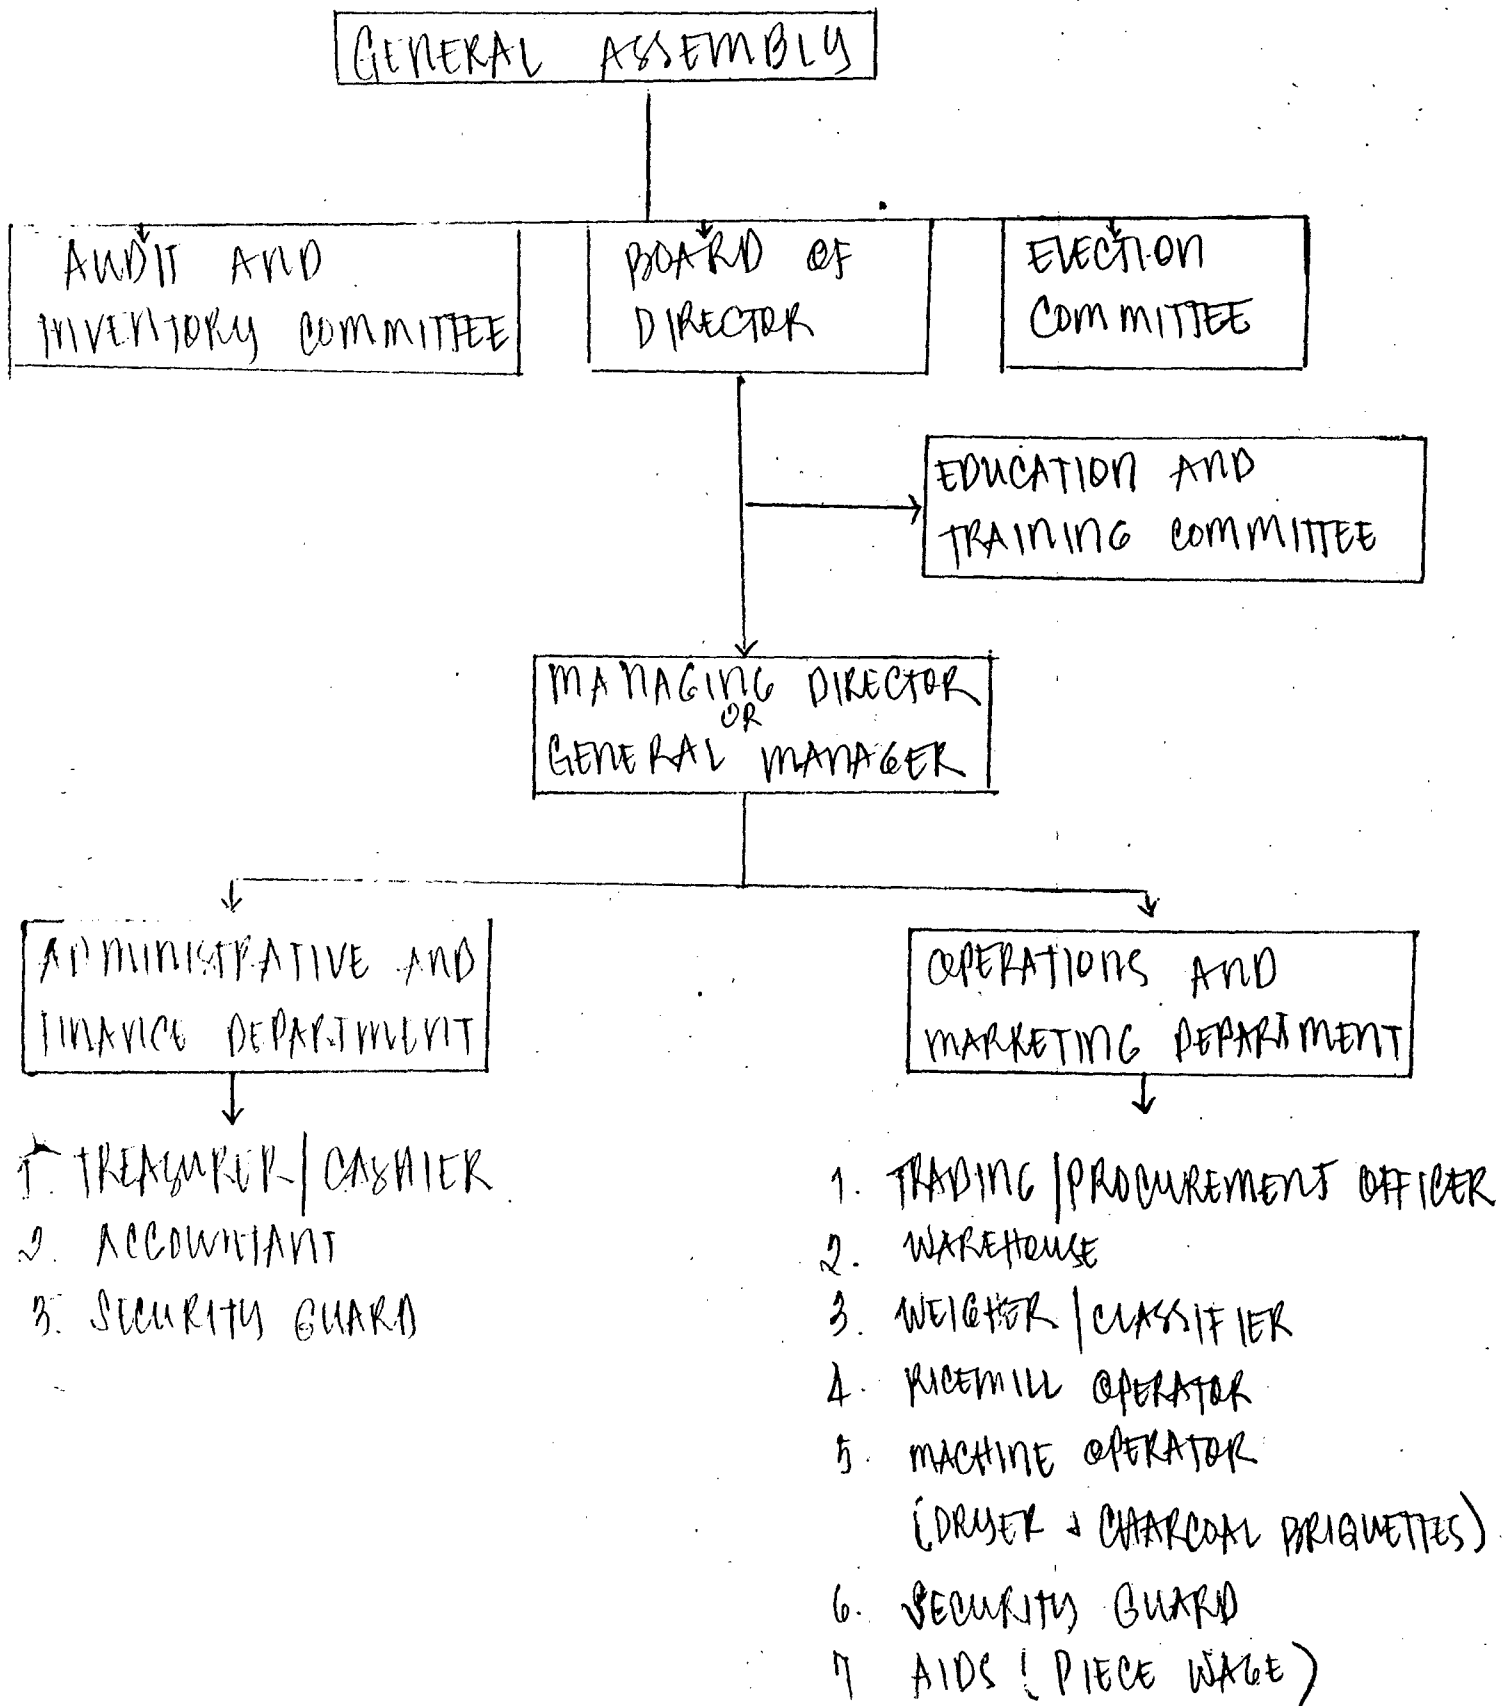 GENERAL ASSEMBLY
AUDIT AND
INVENTORY COMMITTEE
BOARD OF
DIRECTOR
ELECTION
COMMITTEE
EDUCATION AND
TRAINING COMMITTEE
MANAGING DIRECTOR
OR
GENERAL MANAGER
ADMINISTRATIVE AND
FINANCE DEPARTMENT
OPERATIONS AND
MARKETING DEPARTMENT
1. TREASURER/CASHIER
2. ACCOUNTANT
3. SECURITY GUARD
1. TRADING/PROCUREMENT OFFICER
2. WAREHOUSE
3. WEIGHER/CLASSIFIER
4. RICEMILL OPERATOR
5. MACHINE OPERATOR
(DRYER & CHARCOAL BRIQUETTES)
6. SECURITY GUARD
7 AIDS (PIECE WAGE)